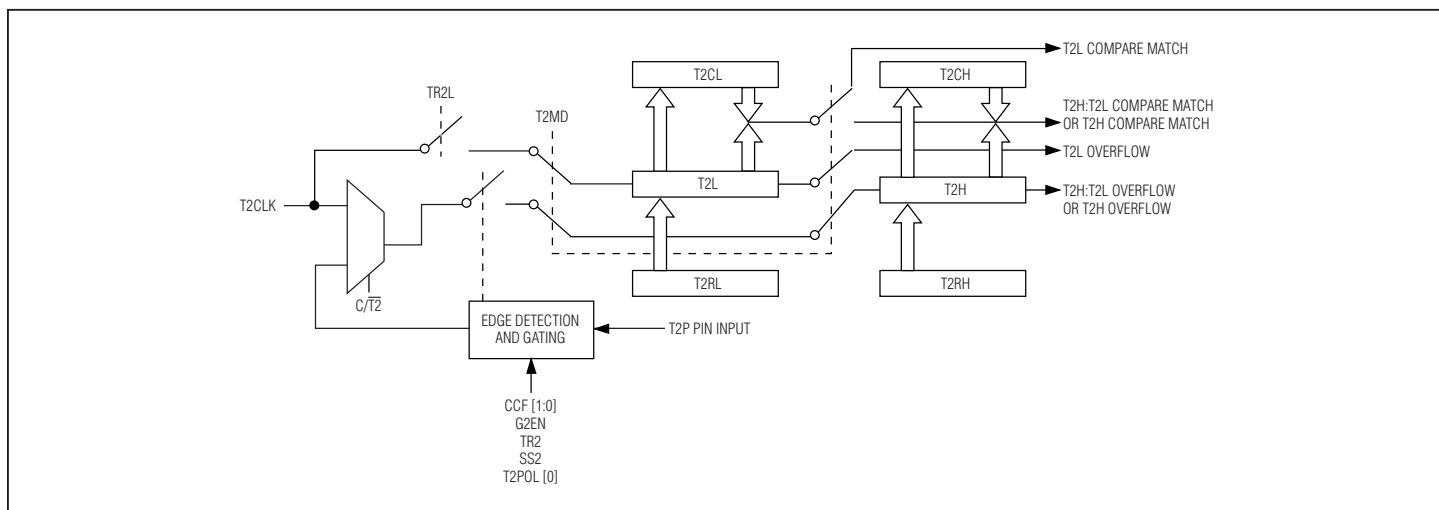 T2L COMPARE MATCH
T2CL
T2CH
TR2L
T2MD
T2H:T2L COMPARE MATCH
OR T2H COMPARE MATCH
T2L OVERFLOW
T2L
T2H
T2H:T2L OVERFLOW
OR T2H OVERFLOW
T2CLK
T2RL
T2RH
C/T̅2̅
EDGE DETECTION
AND GATING
T2P PIN INPUT
CCF [1:0]
G2EN
TR2
SS2
T2POL [0]